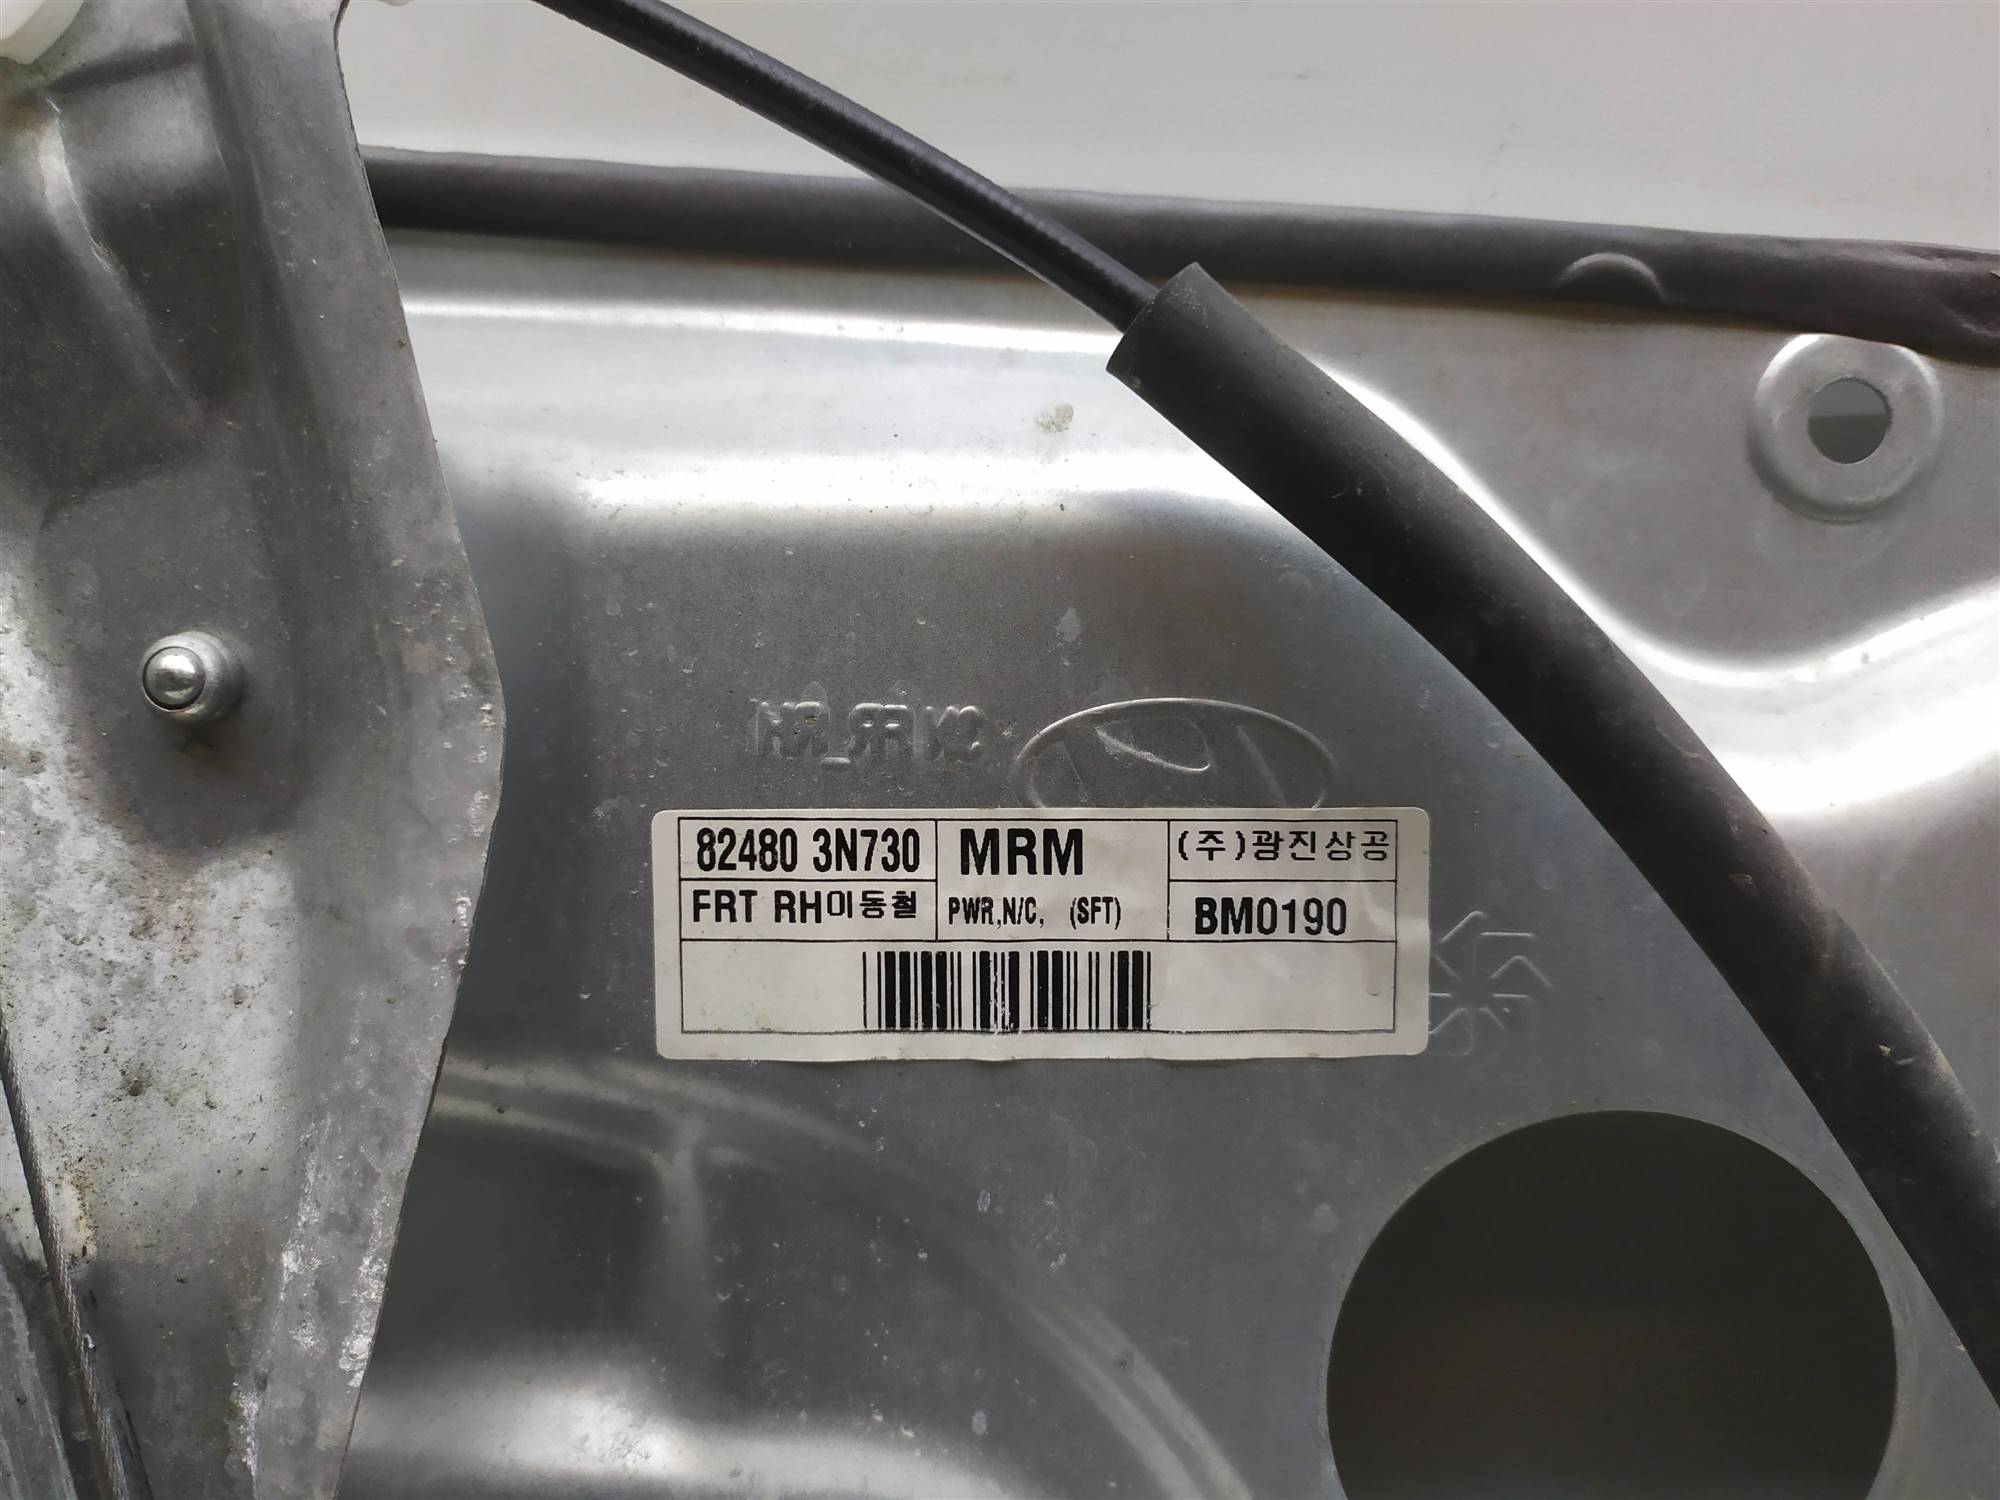 82480 3N730
MRM
(주)광진상공
FRT RH이동철
PWR,N/C, (SFT)
BM0190